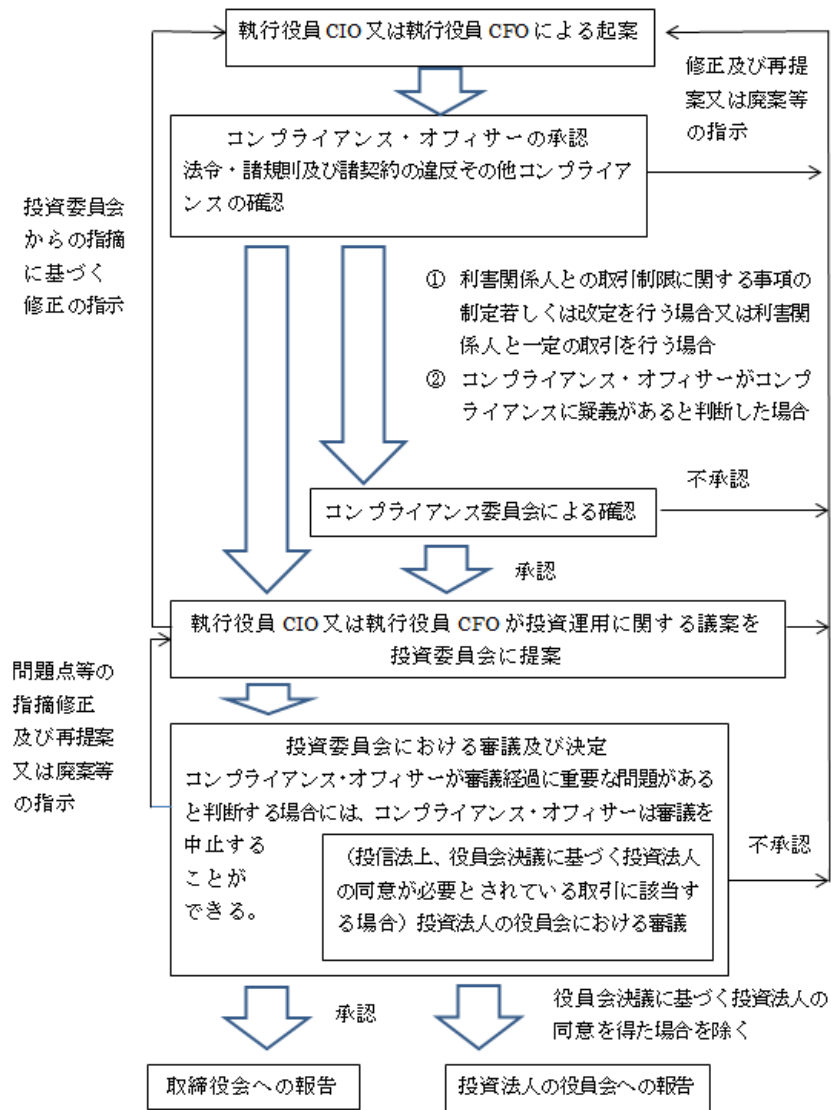 執行役員 CIO 又は執行役員 CFO による起案
修正及び再提
案又は廃案等
の指示
コンプライアンス・オフィサーの承認
法令・諸規則及び諸契約の違反その他コンプライア
ンスの確認
投資委員会
からの指摘
に基づく
修正の指示
① 利害関係人との取引制限に関する事項の
制定若しくは改定を行う場合又は利害関
係人と一定の取引を行う場合
② コンプライアンス・オフィサーがコンプ
ライアンスに疑義があると判断した場合
不承認
コンプライアンス委員会による確認
承認
執行役員 CIO 又は執行役員 CFO が投資運用に関する議案を
投資委員会に提案
問題点等の
指摘修正
及び再提案
又は廃案等
の指示
投資委員会における審議及び決定
コンプライアンス・オフィサーが審議経過に重要な問題がある
と判断する場合には、コンプライアンス・オフィサーは審議を
中止する
ことが
できる。
（投信法上、役員会決議に基づく投資法人
の同意が必要とされている取引に該当す
る場合）投資法人の役員会における審議
不承認
承認
役員会決議に基づく投資法人の
同意を得た場合を除く
取締役会への報告
投資法人の役員会への報告